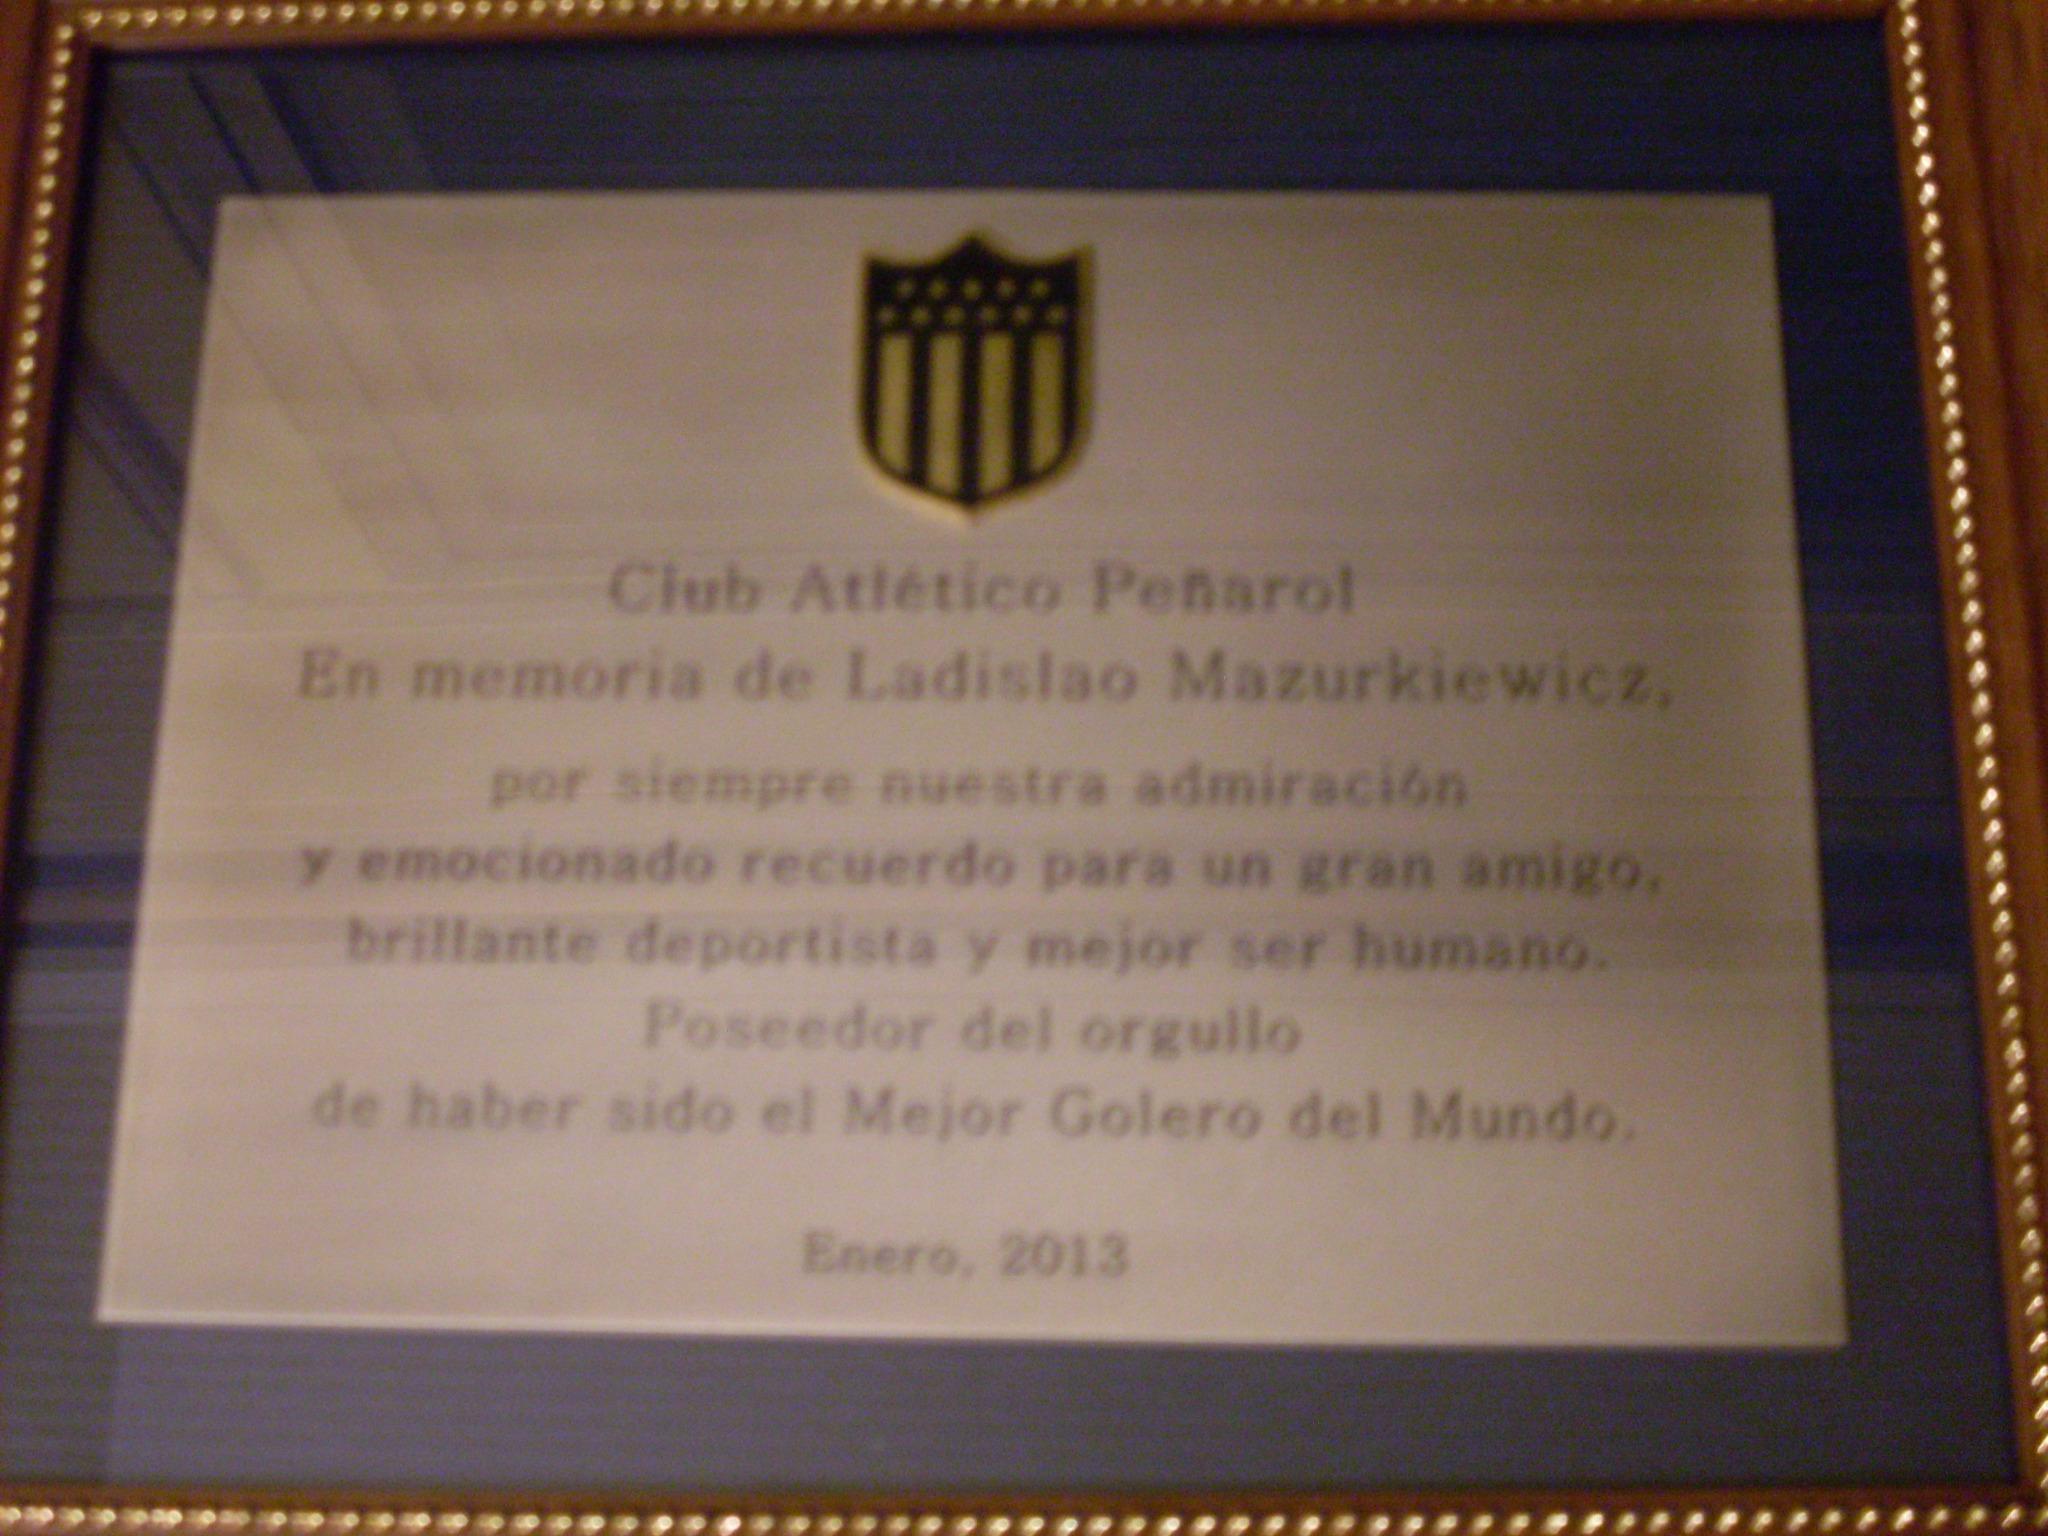 Club Atlético Peñarol
En memoria de Ladislao Mazurkiewicz,
por siempre nuestra admiración
y emocionado recuerdo para un gran amigo,
brillante deportista y mejor ser humano.
Poseedor del orgullo
de haber sido el Mejor Golero del Mundo.
Enero, 2013